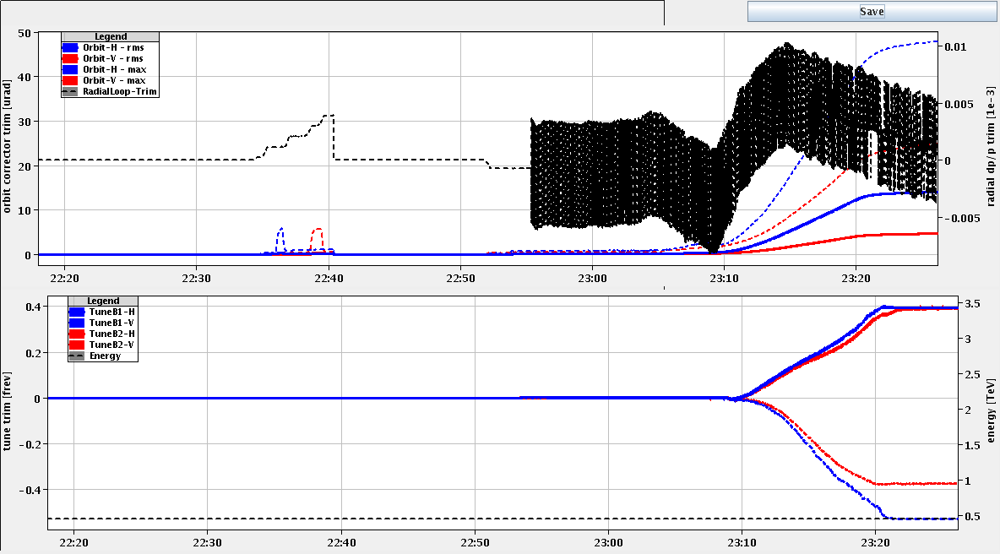 Save
50
40
30
20
10
0
orbit corrector trim [urad]
Legend
Orbit-H - rms
Orbit-V - rms
Orbit-H - max
Orbit-V - max
RadialLoop-Trim
0.01
0.005
0
-0.005
radial dp/p trim [1e-3]
22:20 22:30 22:40 22:50 23:00 23:10 23:20
0.4
0.2
0
-0.2
-0.4
tune trim [frev]
Legend
TuneB1-H
TuneB1-V
TuneB2-H
TuneB2-V
Energy
3.5
3
2.5
2
1.5
1
0.5
energy [TeV]
22:20 22:30 22:40 22:50 23:00 23:10 23:20